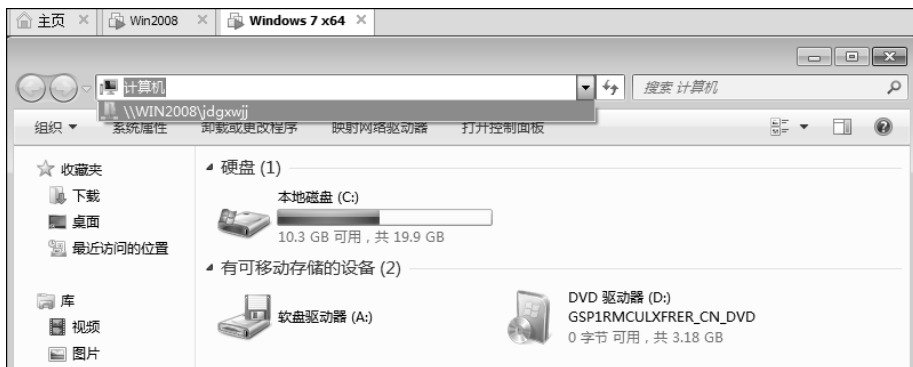 主页 Win2008 Windows 7 x64
计算机 搜索 计算机
\\WIN2008\jdgxwjj
组织 系统属性 卸载或更改程序 映射网络驱动器 打开控制面板
收藏夹
下载
桌面
最近访问的位置
库
视频
图片
硬盘 (1)
本地磁盘 (C:)
10.3 GB 可用，共 19.9 GB
有可移动存储的设备 (2)
软盘驱动器 (A:)
DVD 驱动器 (D:)
GSP1RMCULXFRER_CN_DVD
0 字节 可用，共 3.18 GB